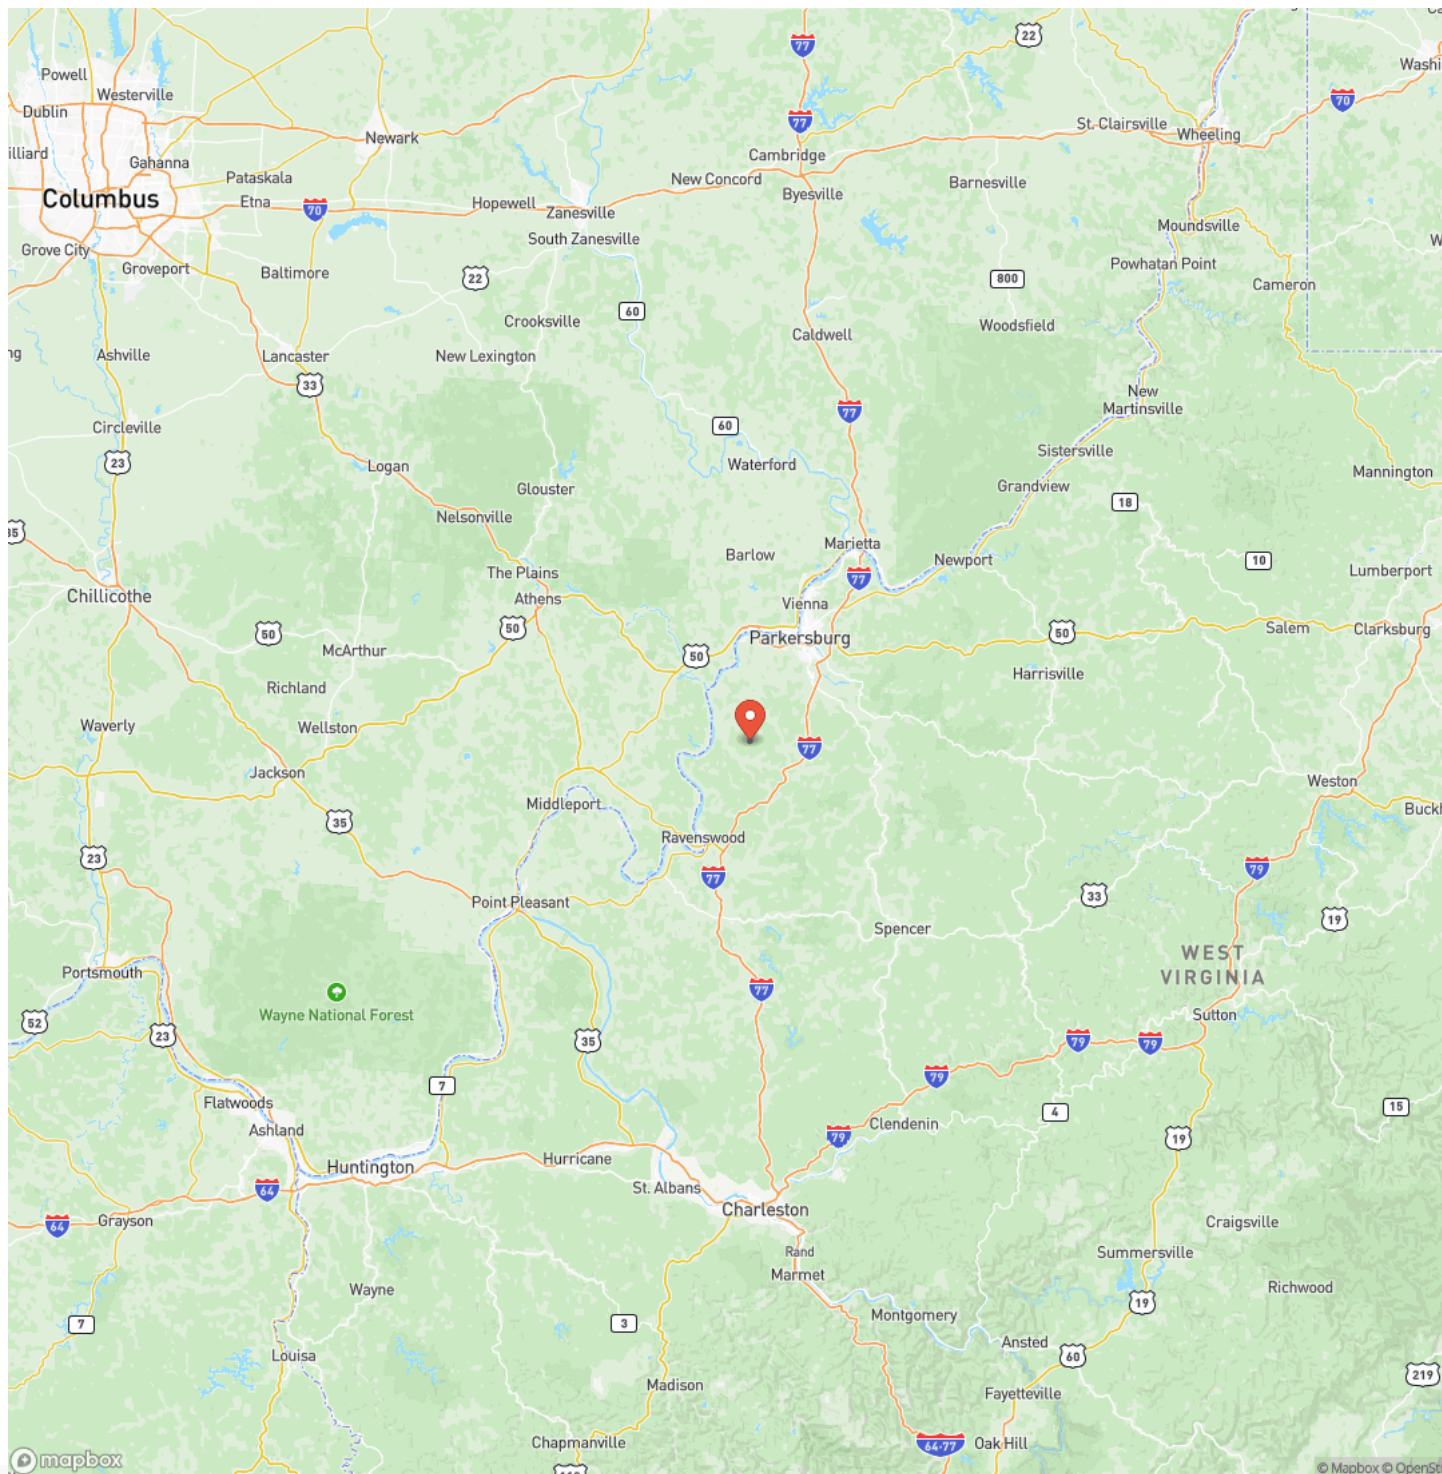 77
22
Powell
Washi
Westerville
70
Dublin
77
St. Clairsville
Wheeling
Newark
illiard
Gahanna
Cambridge
Pataskala
New Concord
Barnesville
Columbus
Etna
Hopewell
Byesville
70
Zanesville
Moundsville
Grove City
South Zanesville
W
Groveport
Baltimore
22
Powhatan Point
800
Cameron
60
Crooksville
Woodsfield
Caldwell
ng
Ashville
Lancaster
New Lexington
33
New
Martinsville
77
Circleville
60
Sistersville
23
Logan
Waterford
Mannington
Glouster
Grandview
18
Nelsonville
35
Marietta
Barlow
Newport
10
The Plains
77
Lumberport
Chillicothe
Athens
Vienna
50
50
50
Salem
Clarksburg
Parkersburg
McArthur
50
Harrisville
Richland
Waverly
Wellston
77
Jackson
Weston
Middleport
Buckh
35
Ravenswood
23
77
79
33
Point Pleasant
19
Spencer
WEST
VIRGINIA
Portsmouth
77
Wayne National Forest
Sutton
52
23
35
79
79
79
7
Flatwoods
15
4
Clendenin
Ashland
79
19
Hurricane
Huntington
St. Albans
64
Charleston
64
Grayson
Craigsville
Rand
Summersville
Marmet
Wayne
Richwood
19
7
3
Montgomery
Ansted
Louisa
60
219
Madison
Fayetteville
Chapmanville
64-77
Oak Hill
mapbox
© Mapbox © OpenSt